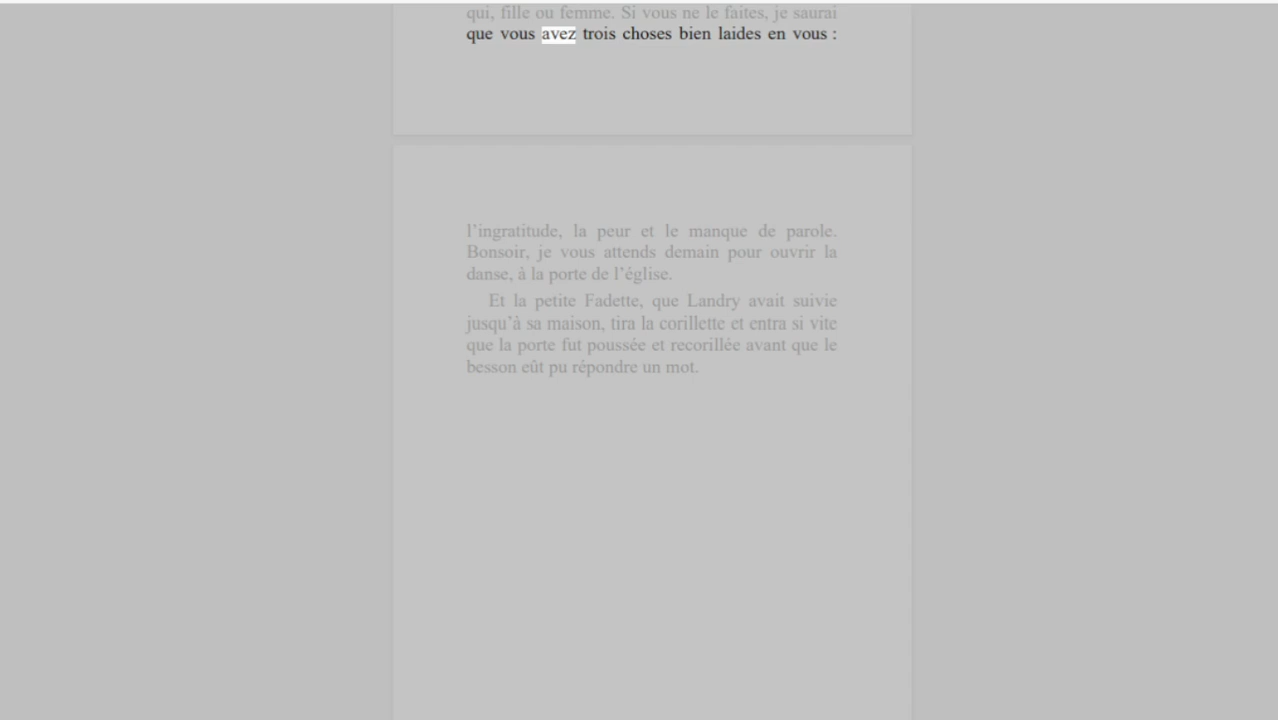 qui, fille ou femme. Si vous ne le faites, je saurai
que vous avez trois choses bien laides en vous :
l’ingratitude, la peur et le manque de parole.
Bonsoir, je vous attends demain pour ouvrir la
danse, à la porte de l’église.
Et la petite Fadette, que Landry avait suivie
jusqu’à sa maison, tira la corillette et entra si vite
que la porte fut poussée et recorillée avant que le
besson eût pu répondre un mot.